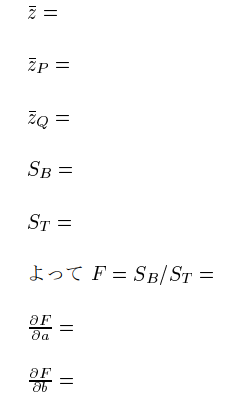 z̄ =
z̄_P =
z̄_Q =
S_B =
S_T =
よって F = S_B/S_T =
∂F/∂a =
∂F/∂b =